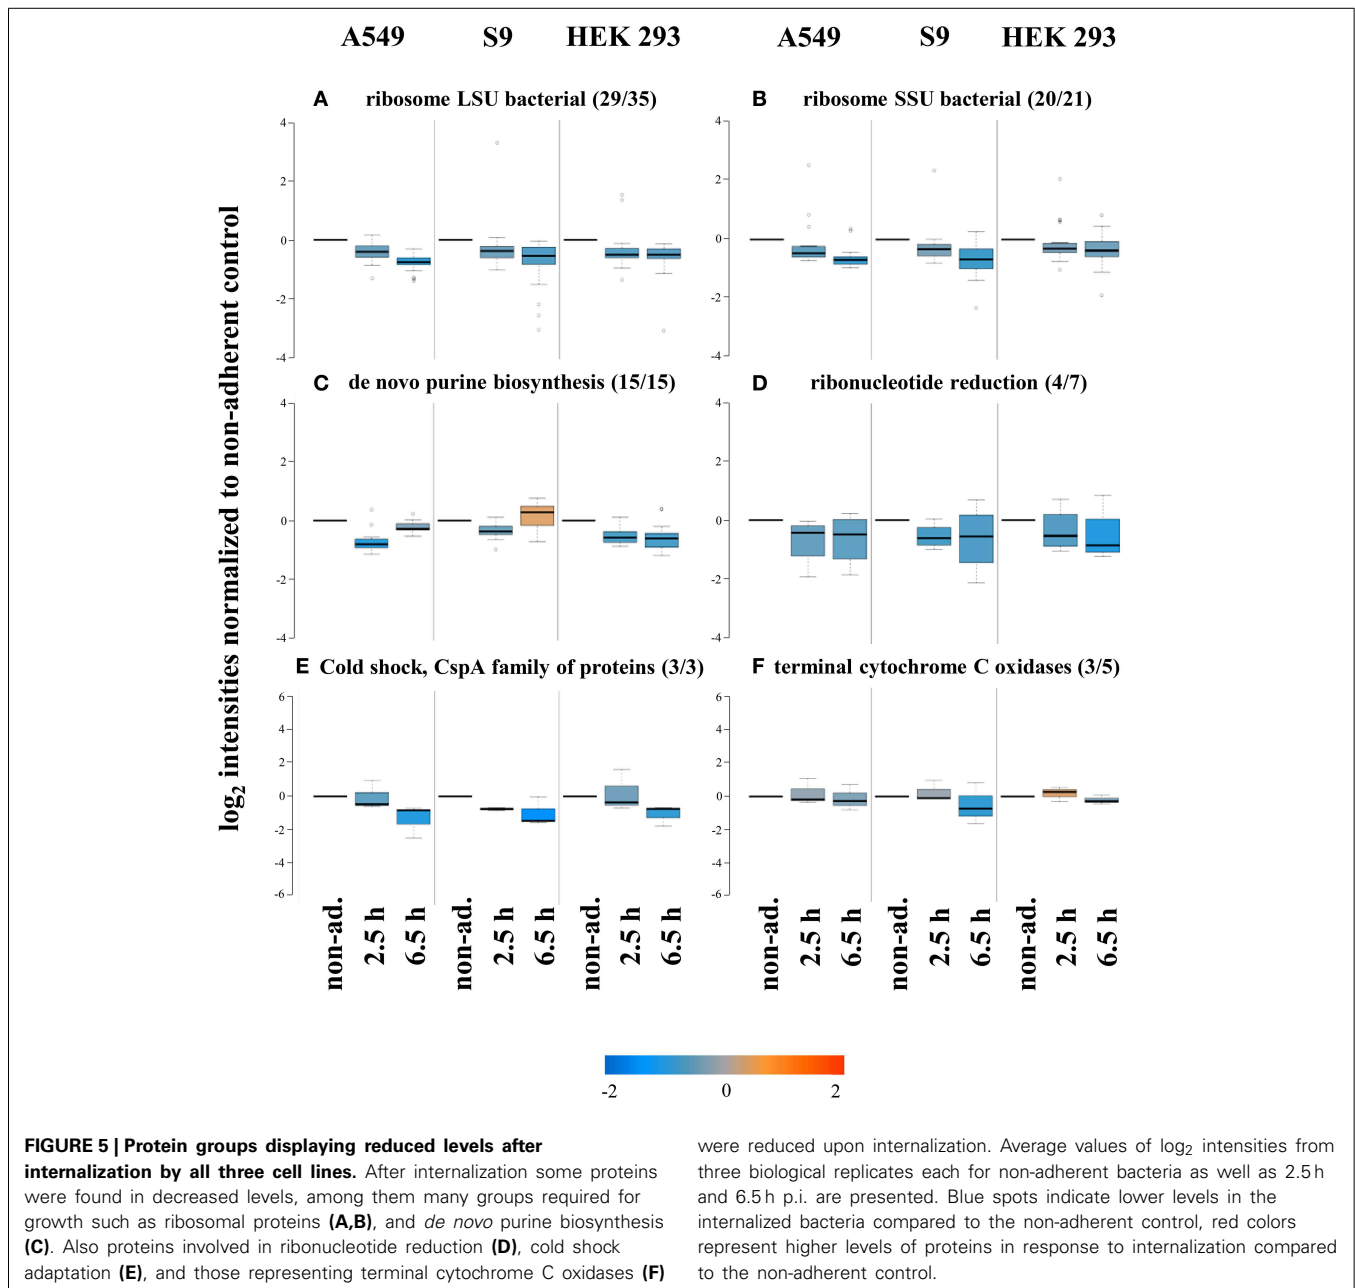 A549 S9 HEK 293 A549 S9 HEK 293
log2 intensities normalized to non-adherent control
A ribosome LSU bacterial (29/35)
4
2
0
-2
-4
B ribosome SSU bacterial (20/21)
4
2
0
-2
-4
C de novo purine biosynthesis (15/15)
4
2
0
-2
-4
D ribonucleotide reduction (4/7)
4
2
0
-2
-4
E Cold shock, CspA family of proteins (3/3)
6
4
2
0
-2
-4
-6
F terminal cytochrome C oxidases (3/5)
6
4
2
0
-2
-4
-6
non-ad. 2.5 h 6.5 h non-ad. 2.5 h 6.5 h non-ad. 2.5 h 6.5 h non-ad. 2.5 h 6.5 h non-ad. 2.5 h 6.5 h non-ad. 2.5 h 6.5 h
-2 0 2
FIGURE 5 | Protein groups displaying reduced levels after
internalization by all three cell lines. After internalization some proteins
were found in decreased levels, among them many groups required for
growth such as ribosomal proteins (A,B), and de novo purine biosynthesis
(C). Also proteins involved in ribonucleotide reduction (D), cold shock
adaptation (E), and those representing terminal cytochrome C oxidases (F)
were reduced upon internalization. Average values of log2 intensities from
three biological replicates each for non-adherent bacteria as well as 2.5 h
and 6.5 h p.i. are presented. Blue spots indicate lower levels in the
internalized bacteria compared to the non-adherent control, red colors
represent higher levels of proteins in response to internalization compared
to the non-adherent control.